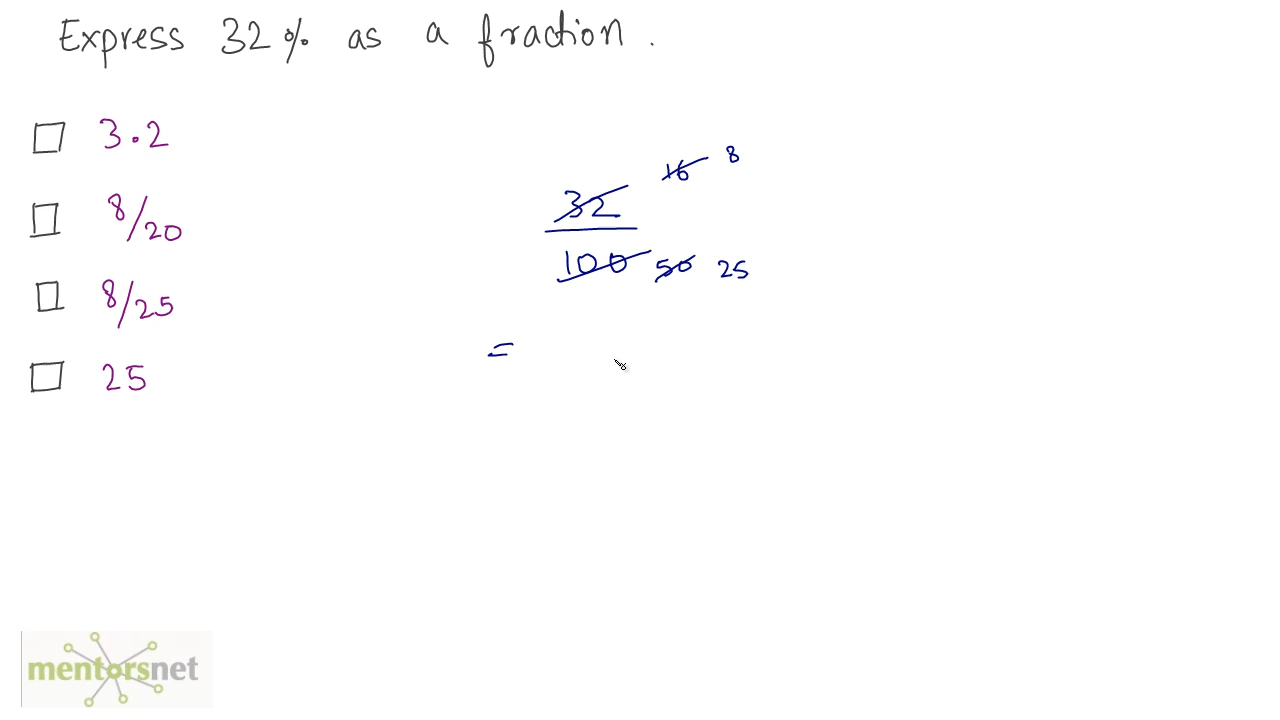 Express 32% as a fraction.
3.2
8/20
8/25
25
32 16 8
100 50 25
=
mentorsnet